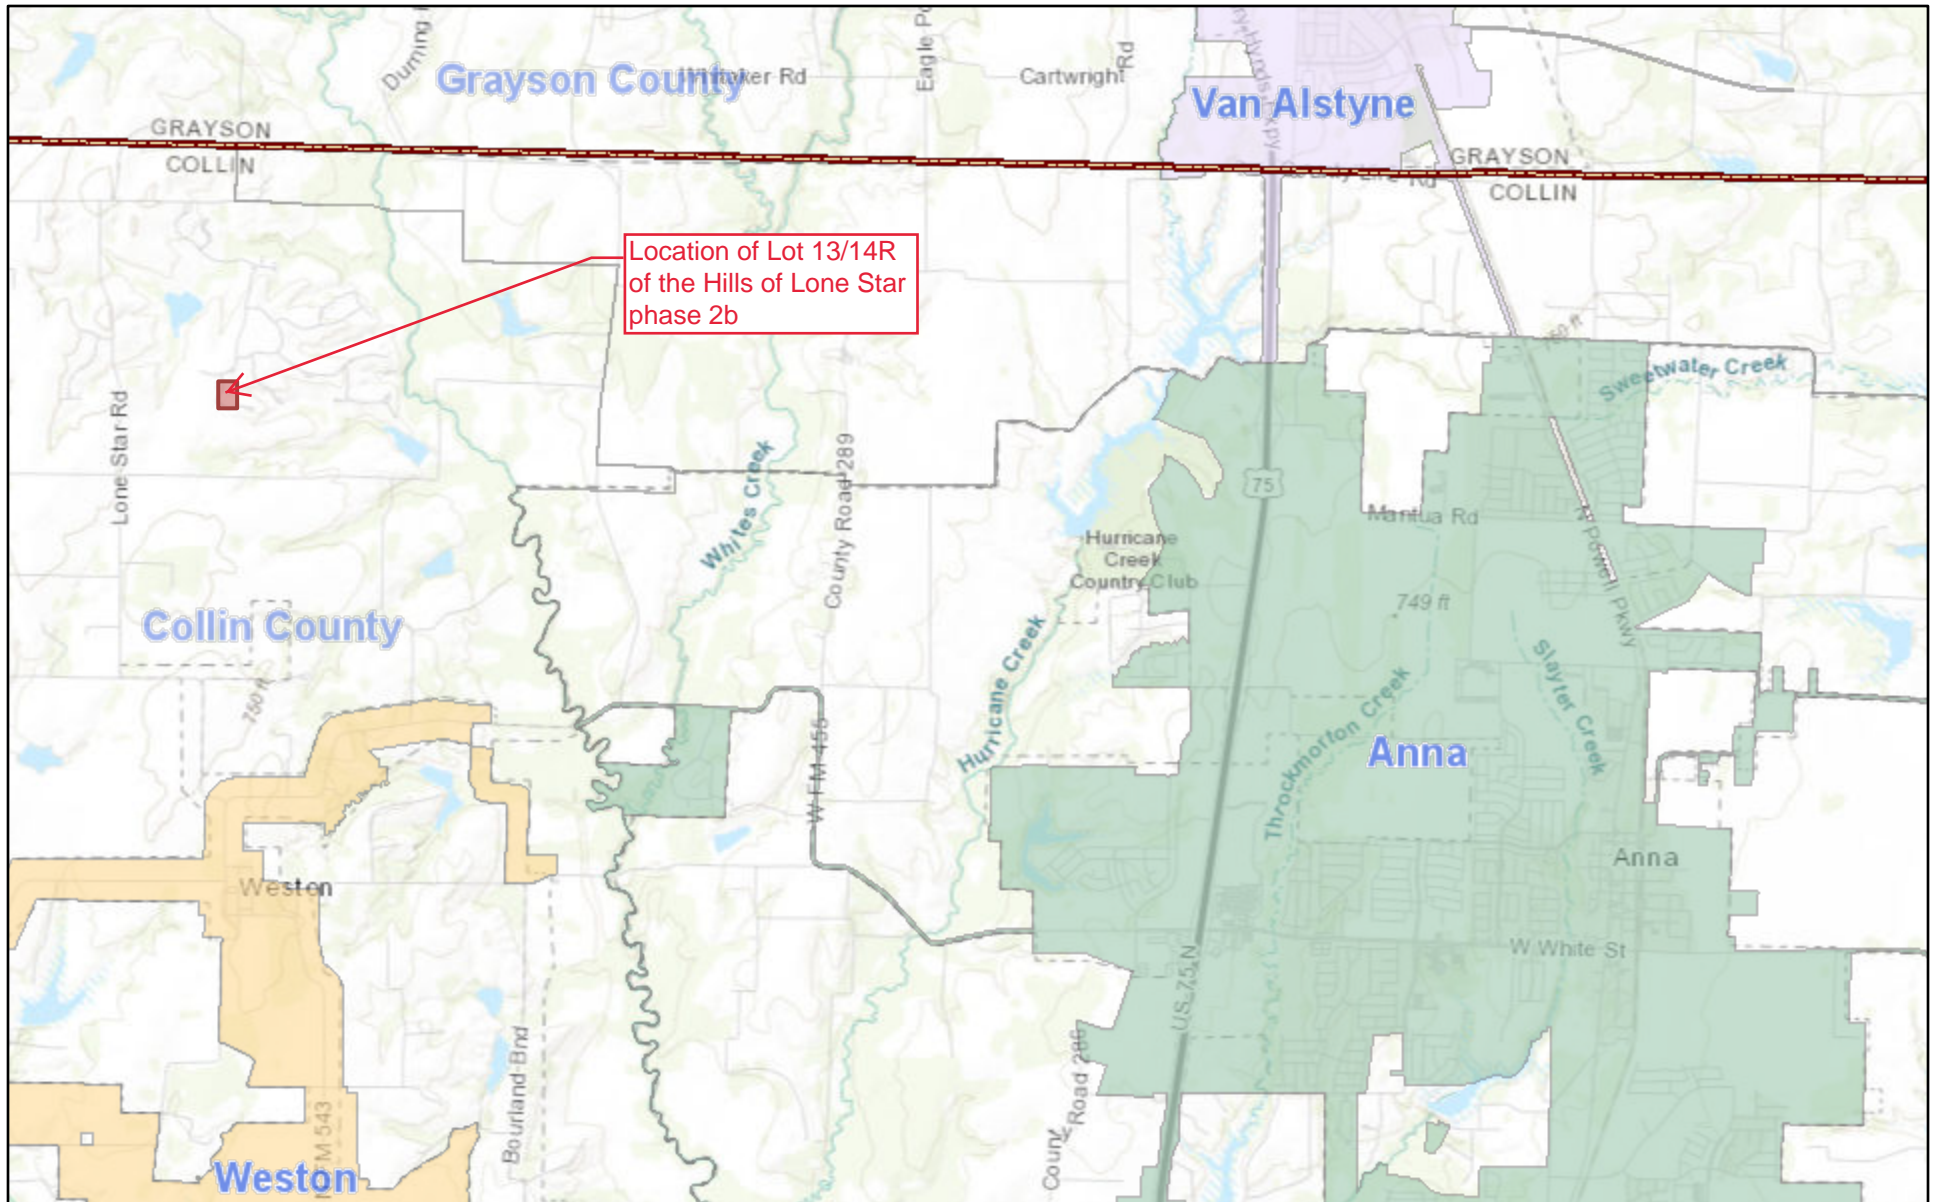 Grayson County
Whitaker Rd
Cartwright Rd
Van Alstyne
GRAYSON
COLLIN
GRAYSON
COLLIN
Location of Lot 13/14R
of the Hills of Lone Star
phase 2b
Lone Star Rd
Whites Creek
County Road 289
Sweetwater Creek
75
Mantua Rd
N Powell Pkwy
Hurricane
Creek
Country Club
749 ft
Collin County
750 ft
Hurricane Creek
Throckmorton Creek
Slayter Creek
Anna
W FM 455
Anna
Weston
W White St
US 75 N
Bourland Bnd
FM 543
Weston